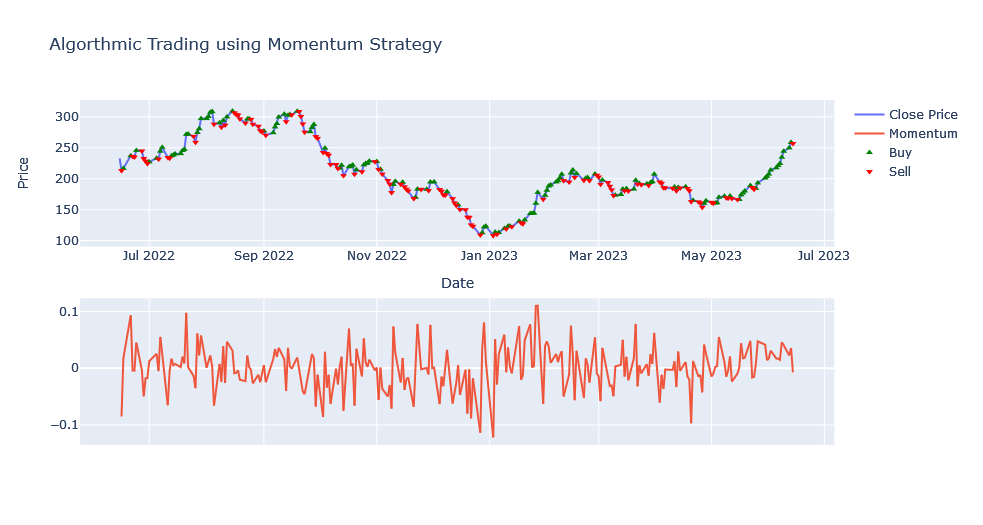 Algorthmic Trading using Momentum Strategy
Close Price
Momentum
Buy
Sell
Price
300
250
200
150
100
Jul 2022 Sep 2022 Nov 2022 Jan 2023 Mar 2023 May 2023 Jul 2023
Date
0.1
0
−0.1